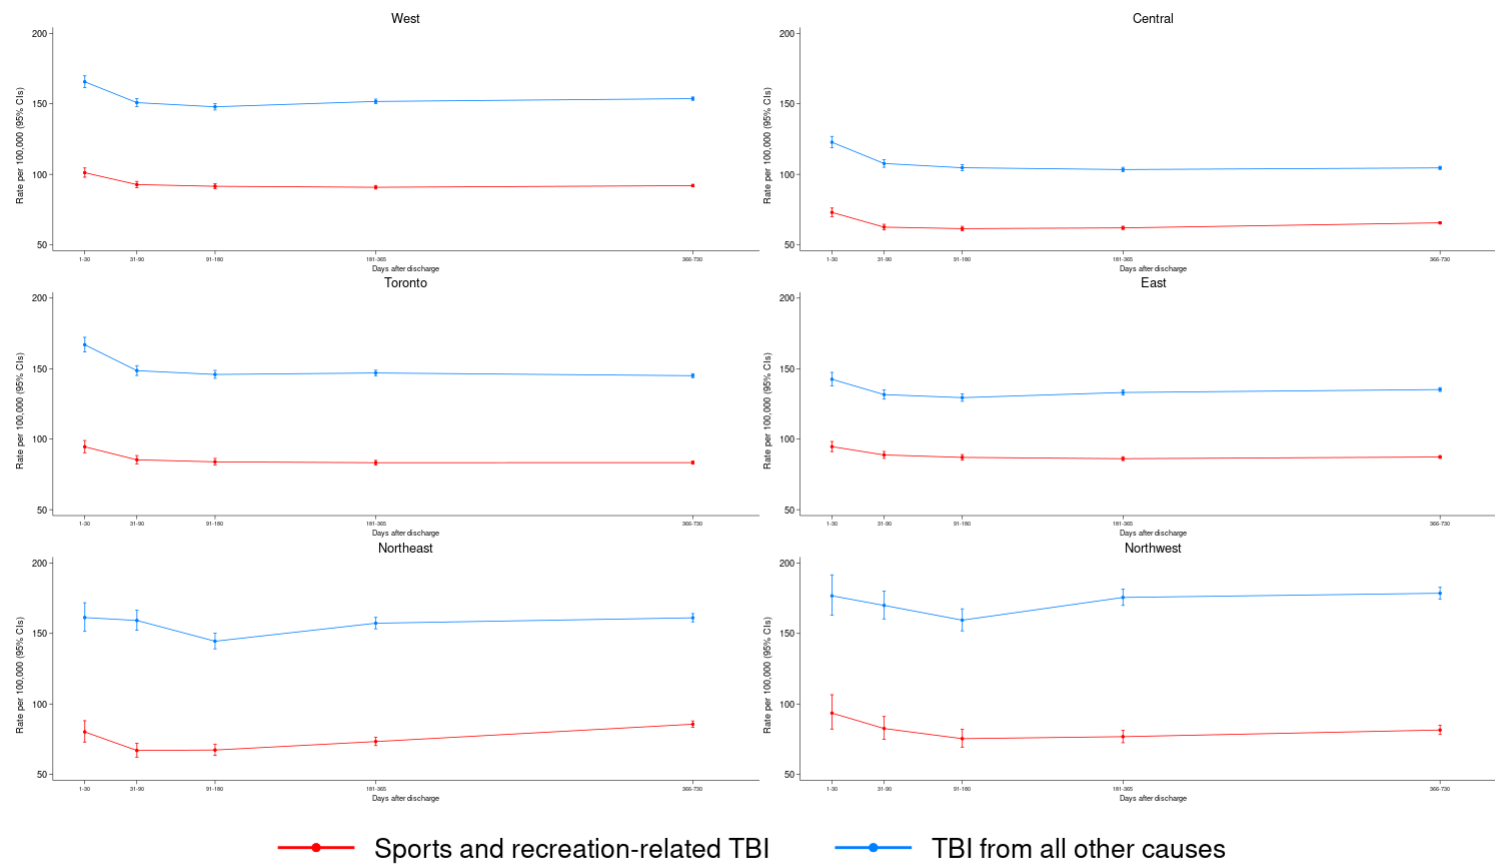 West
Rate per 100,000 (95% CIs)
200
150
100
50
1-30 31-90 91-180 181-365 366-730
Days after discharge
Central
Rate per 100,000 (95% CIs)
200
150
100
50
1-30 31-90 91-180 181-365 366-730
Days after discharge
Toronto
Rate per 100,000 (95% CIs)
200
150
100
50
1-30 31-90 91-180 181-365 366-730
Days after discharge
East
Rate per 100,000 (95% CIs)
200
150
100
50
1-30 31-90 91-180 181-365 366-730
Days after discharge
Northeast
Rate per 100,000 (95% CIs)
200
150
100
50
1-30 31-90 91-180 181-365 366-730
Days after discharge
Northwest
Rate per 100,000 (95% CIs)
200
150
100
50
1-30 31-90 91-180 181-365 366-730
Days after discharge
Sports and recreation-related TBI
TBI from all other causes